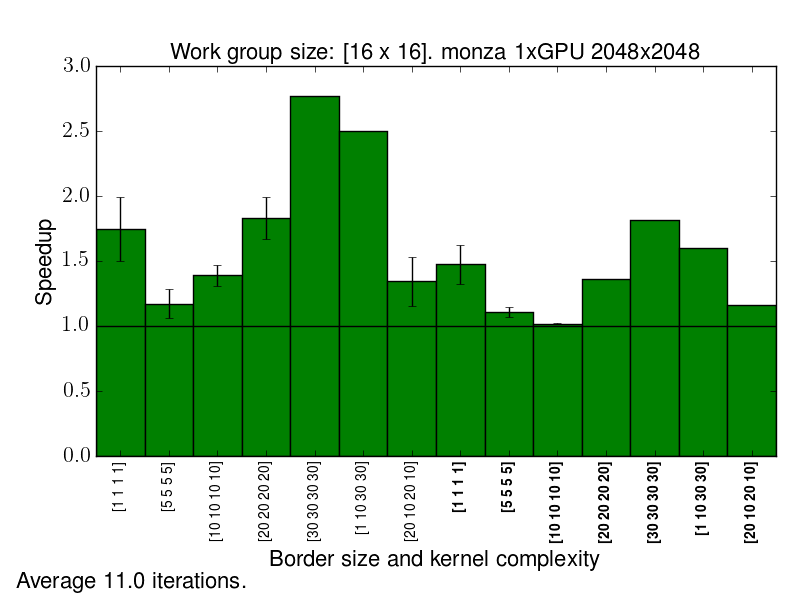 Work group size: [16 x 16]. monza 1xGPU 2048x2048
3.0
2.5
2.0
1.5
1.0
0.5
0.0
Speedup
[1 1 1 1]
[5 5 5 5]
[10 10 10 10]
[20 20 20 20]
[30 30 30 30]
[1 10 30 30]
[20 10 20 10]
[1 1 1 1]
[5 5 5 5]
[10 10 10 10]
[20 20 20 20]
[30 30 30 30]
[1 10 30 30]
[20 10 20 10]
Border size and kernel complexity
Average 11.0 iterations.